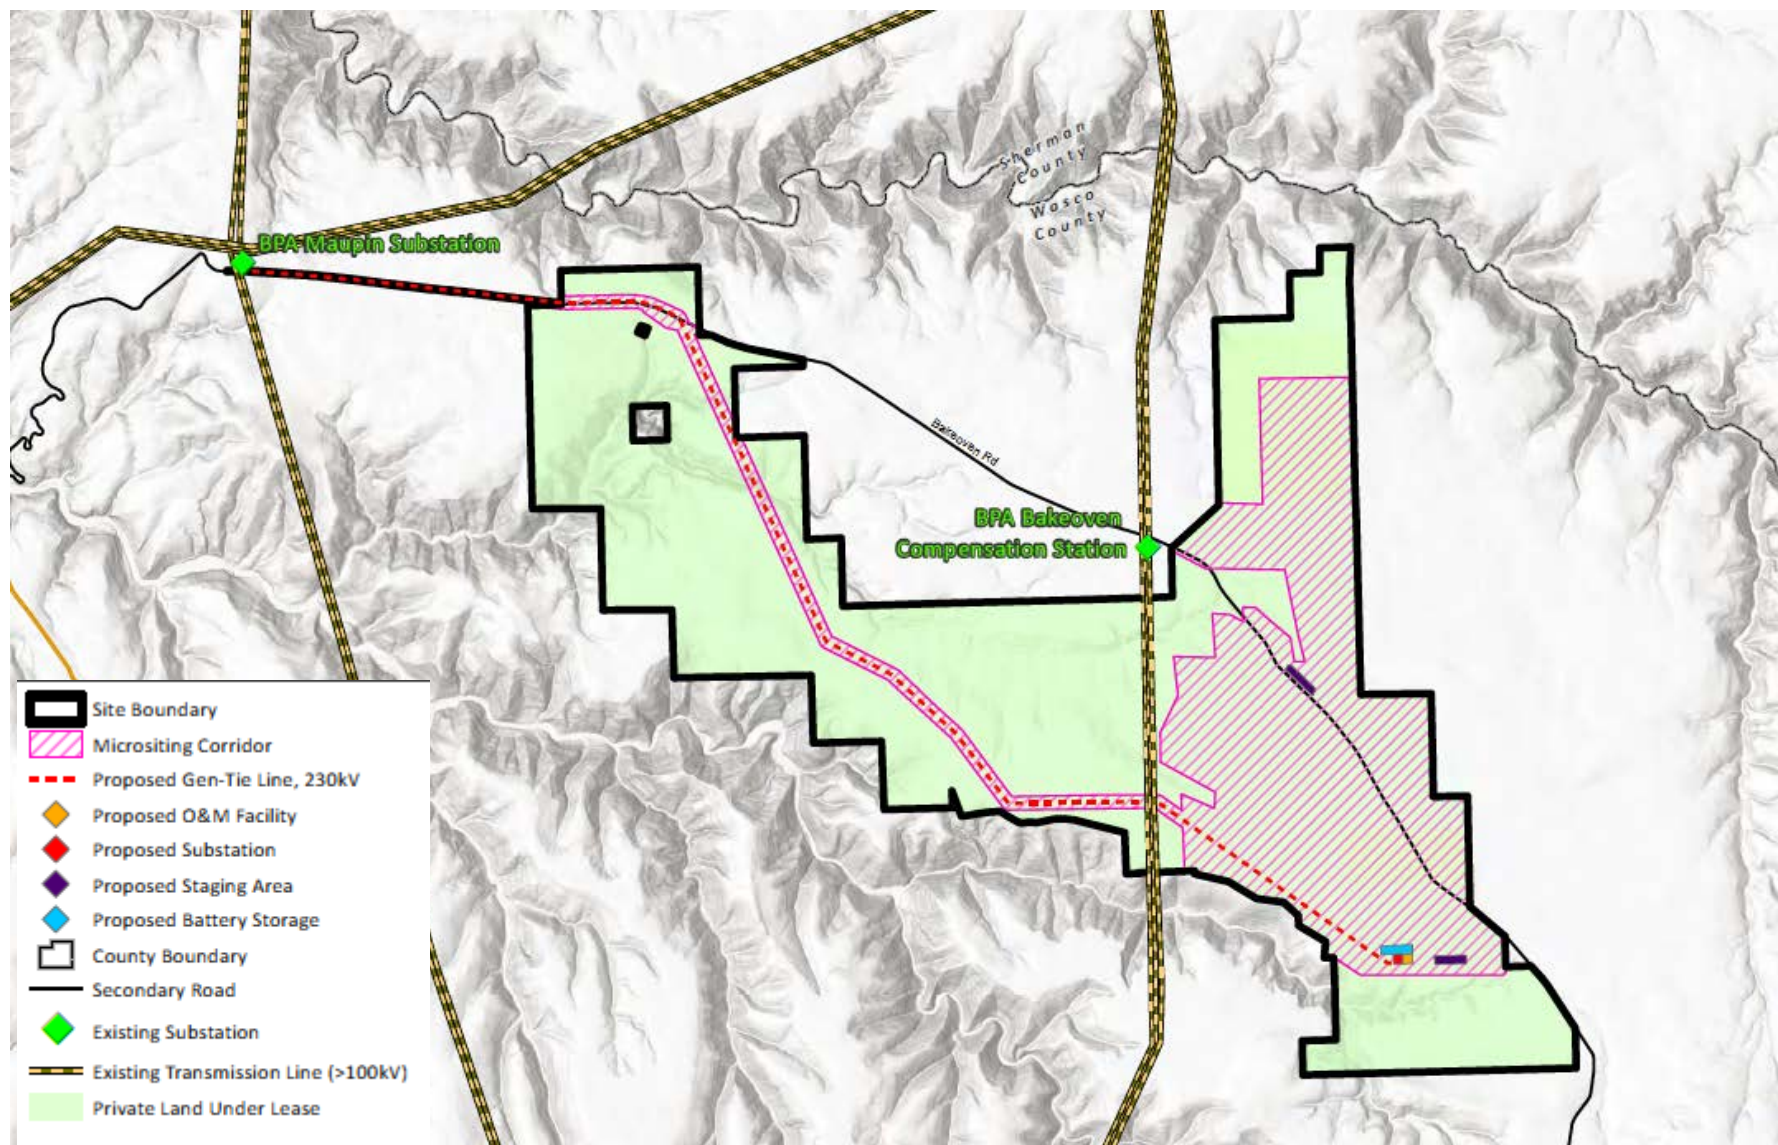 Sherman
County
Wasco
County
BPA Maupin Substation
Bakeoven Rd
BPA Bakeoven
Compensation Station
Site Boundary
Micrositing Corridor
Proposed Gen-Tie Line, 230kV
Proposed O&M Facility
Proposed Substation
Proposed Staging Area
Proposed Battery Storage
County Boundary
Secondary Road
Existing Substation
Existing Transmission Line (>100kV)
Private Land Under Lease